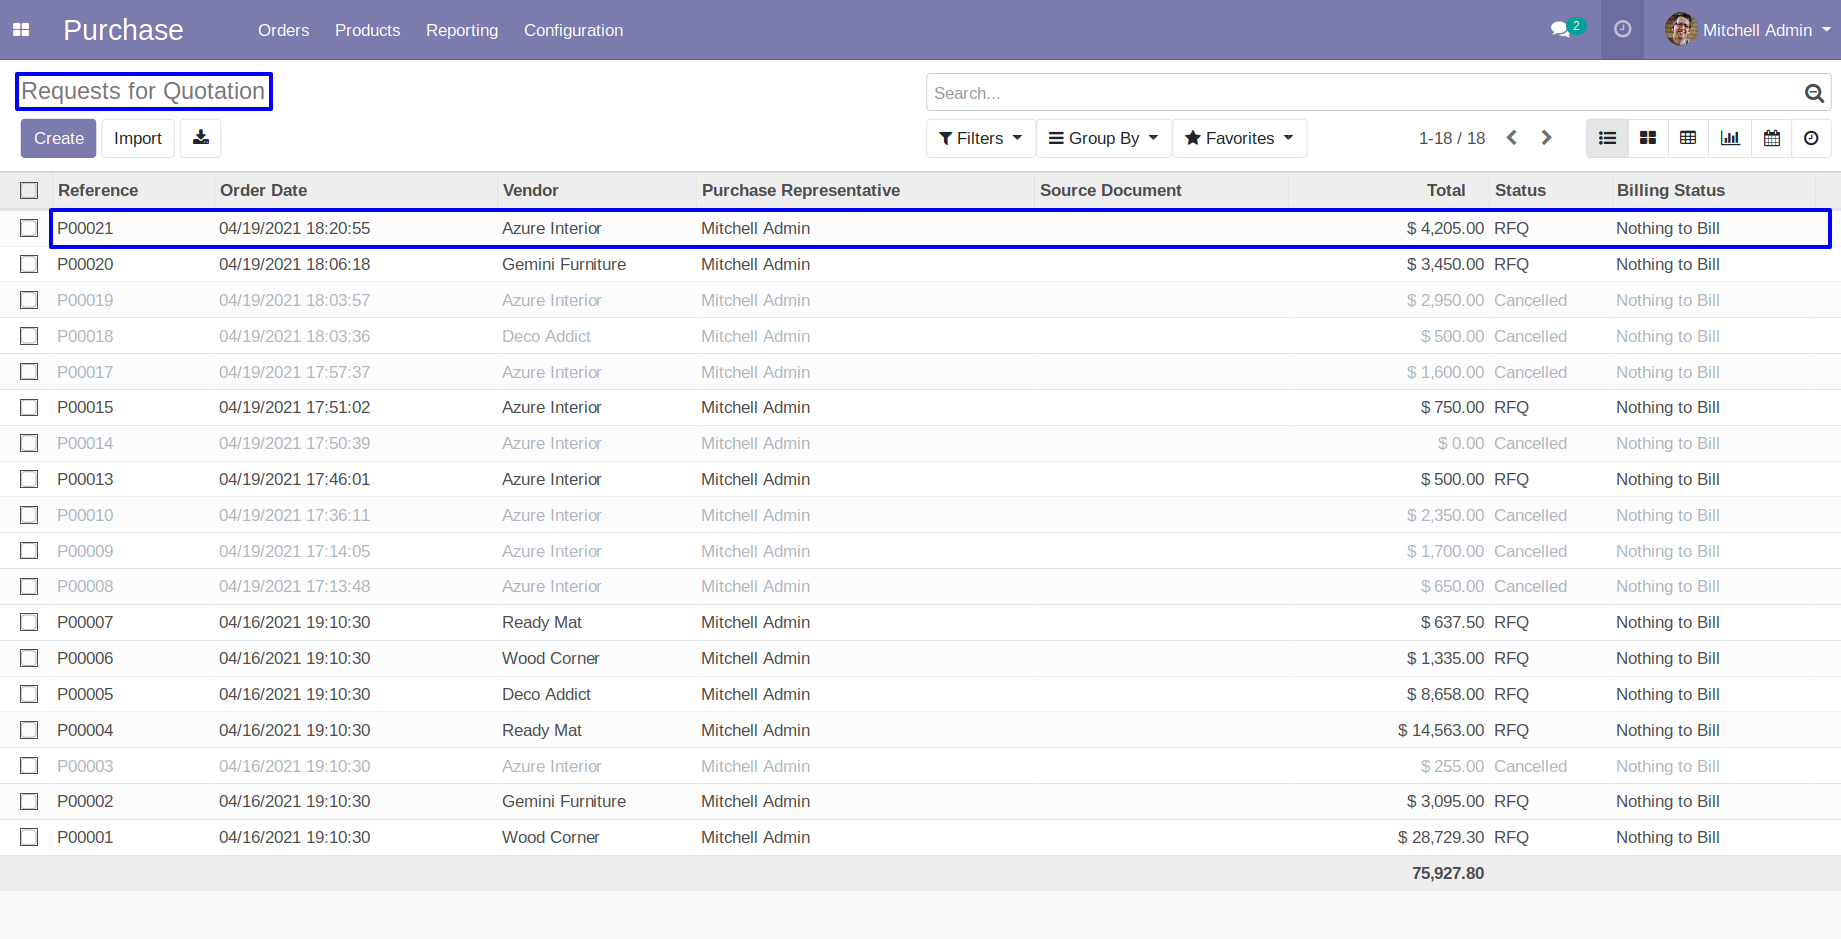 Purchase Orders Products Reporting Configuration 2 Mitchell Admin
Requests for Quotation Search...
Create Import Filters Group By Favorites 1-18 / 18
Reference Order Date Vendor Purchase Representative Source Document Total Status Billing Status
P00021 04/19/2021 18:20:55 Azure Interior Mitchell Admin $ 4,205.00 RFQ Nothing to Bill
P00020 04/19/2021 18:06:18 Gemini Furniture Mitchell Admin $ 3,450.00 RFQ Nothing to Bill
P00019 04/19/2021 18:03:57 Azure Interior Mitchell Admin $ 2,950.00 Cancelled Nothing to Bill
P00018 04/19/2021 18:03:36 Deco Addict Mitchell Admin $ 500.00 Cancelled Nothing to Bill
P00017 04/19/2021 17:57:37 Azure Interior Mitchell Admin $ 1,600.00 Cancelled Nothing to Bill
P00015 04/19/2021 17:51:02 Azure Interior Mitchell Admin $ 750.00 RFQ Nothing to Bill
P00014 04/19/2021 17:50:39 Azure Interior Mitchell Admin $ 0.00 Cancelled Nothing to Bill
P00013 04/19/2021 17:46:01 Azure Interior Mitchell Admin $ 500.00 RFQ Nothing to Bill
P00010 04/19/2021 17:36:11 Azure Interior Mitchell Admin $ 2,350.00 Cancelled Nothing to Bill
P00009 04/19/2021 17:14:05 Azure Interior Mitchell Admin $ 1,700.00 Cancelled Nothing to Bill
P00008 04/19/2021 17:13:48 Azure Interior Mitchell Admin $ 650.00 Cancelled Nothing to Bill
P00007 04/16/2021 19:10:30 Ready Mat Mitchell Admin $ 637.50 RFQ Nothing to Bill
P00006 04/16/2021 19:10:30 Wood Corner Mitchell Admin $ 1,335.00 RFQ Nothing to Bill
P00005 04/16/2021 19:10:30 Deco Addict Mitchell Admin $ 8,658.00 RFQ Nothing to Bill
P00004 04/16/2021 19:10:30 Ready Mat Mitchell Admin $ 14,563.00 RFQ Nothing to Bill
P00003 04/16/2021 19:10:30 Azure Interior Mitchell Admin $ 255.00 Cancelled Nothing to Bill
P00002 04/16/2021 19:10:30 Gemini Furniture Mitchell Admin $ 3,095.00 RFQ Nothing to Bill
P00001 04/16/2021 19:10:30 Wood Corner Mitchell Admin $ 28,729.30 RFQ Nothing to Bill
75,927.80